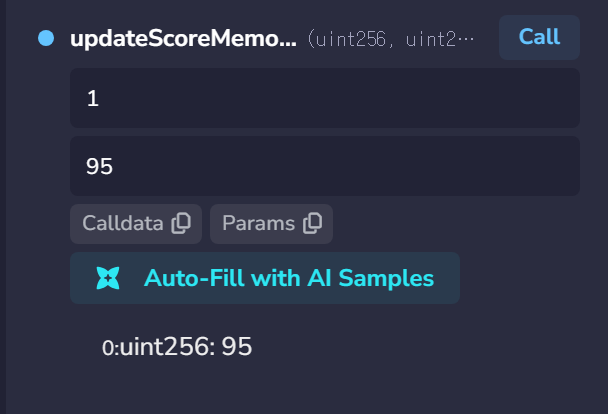 updateScoreMemo... (uint256, uint2··· Call
1
95
Calldata Params
Auto-Fill with AI Samples
0:uint256: 95